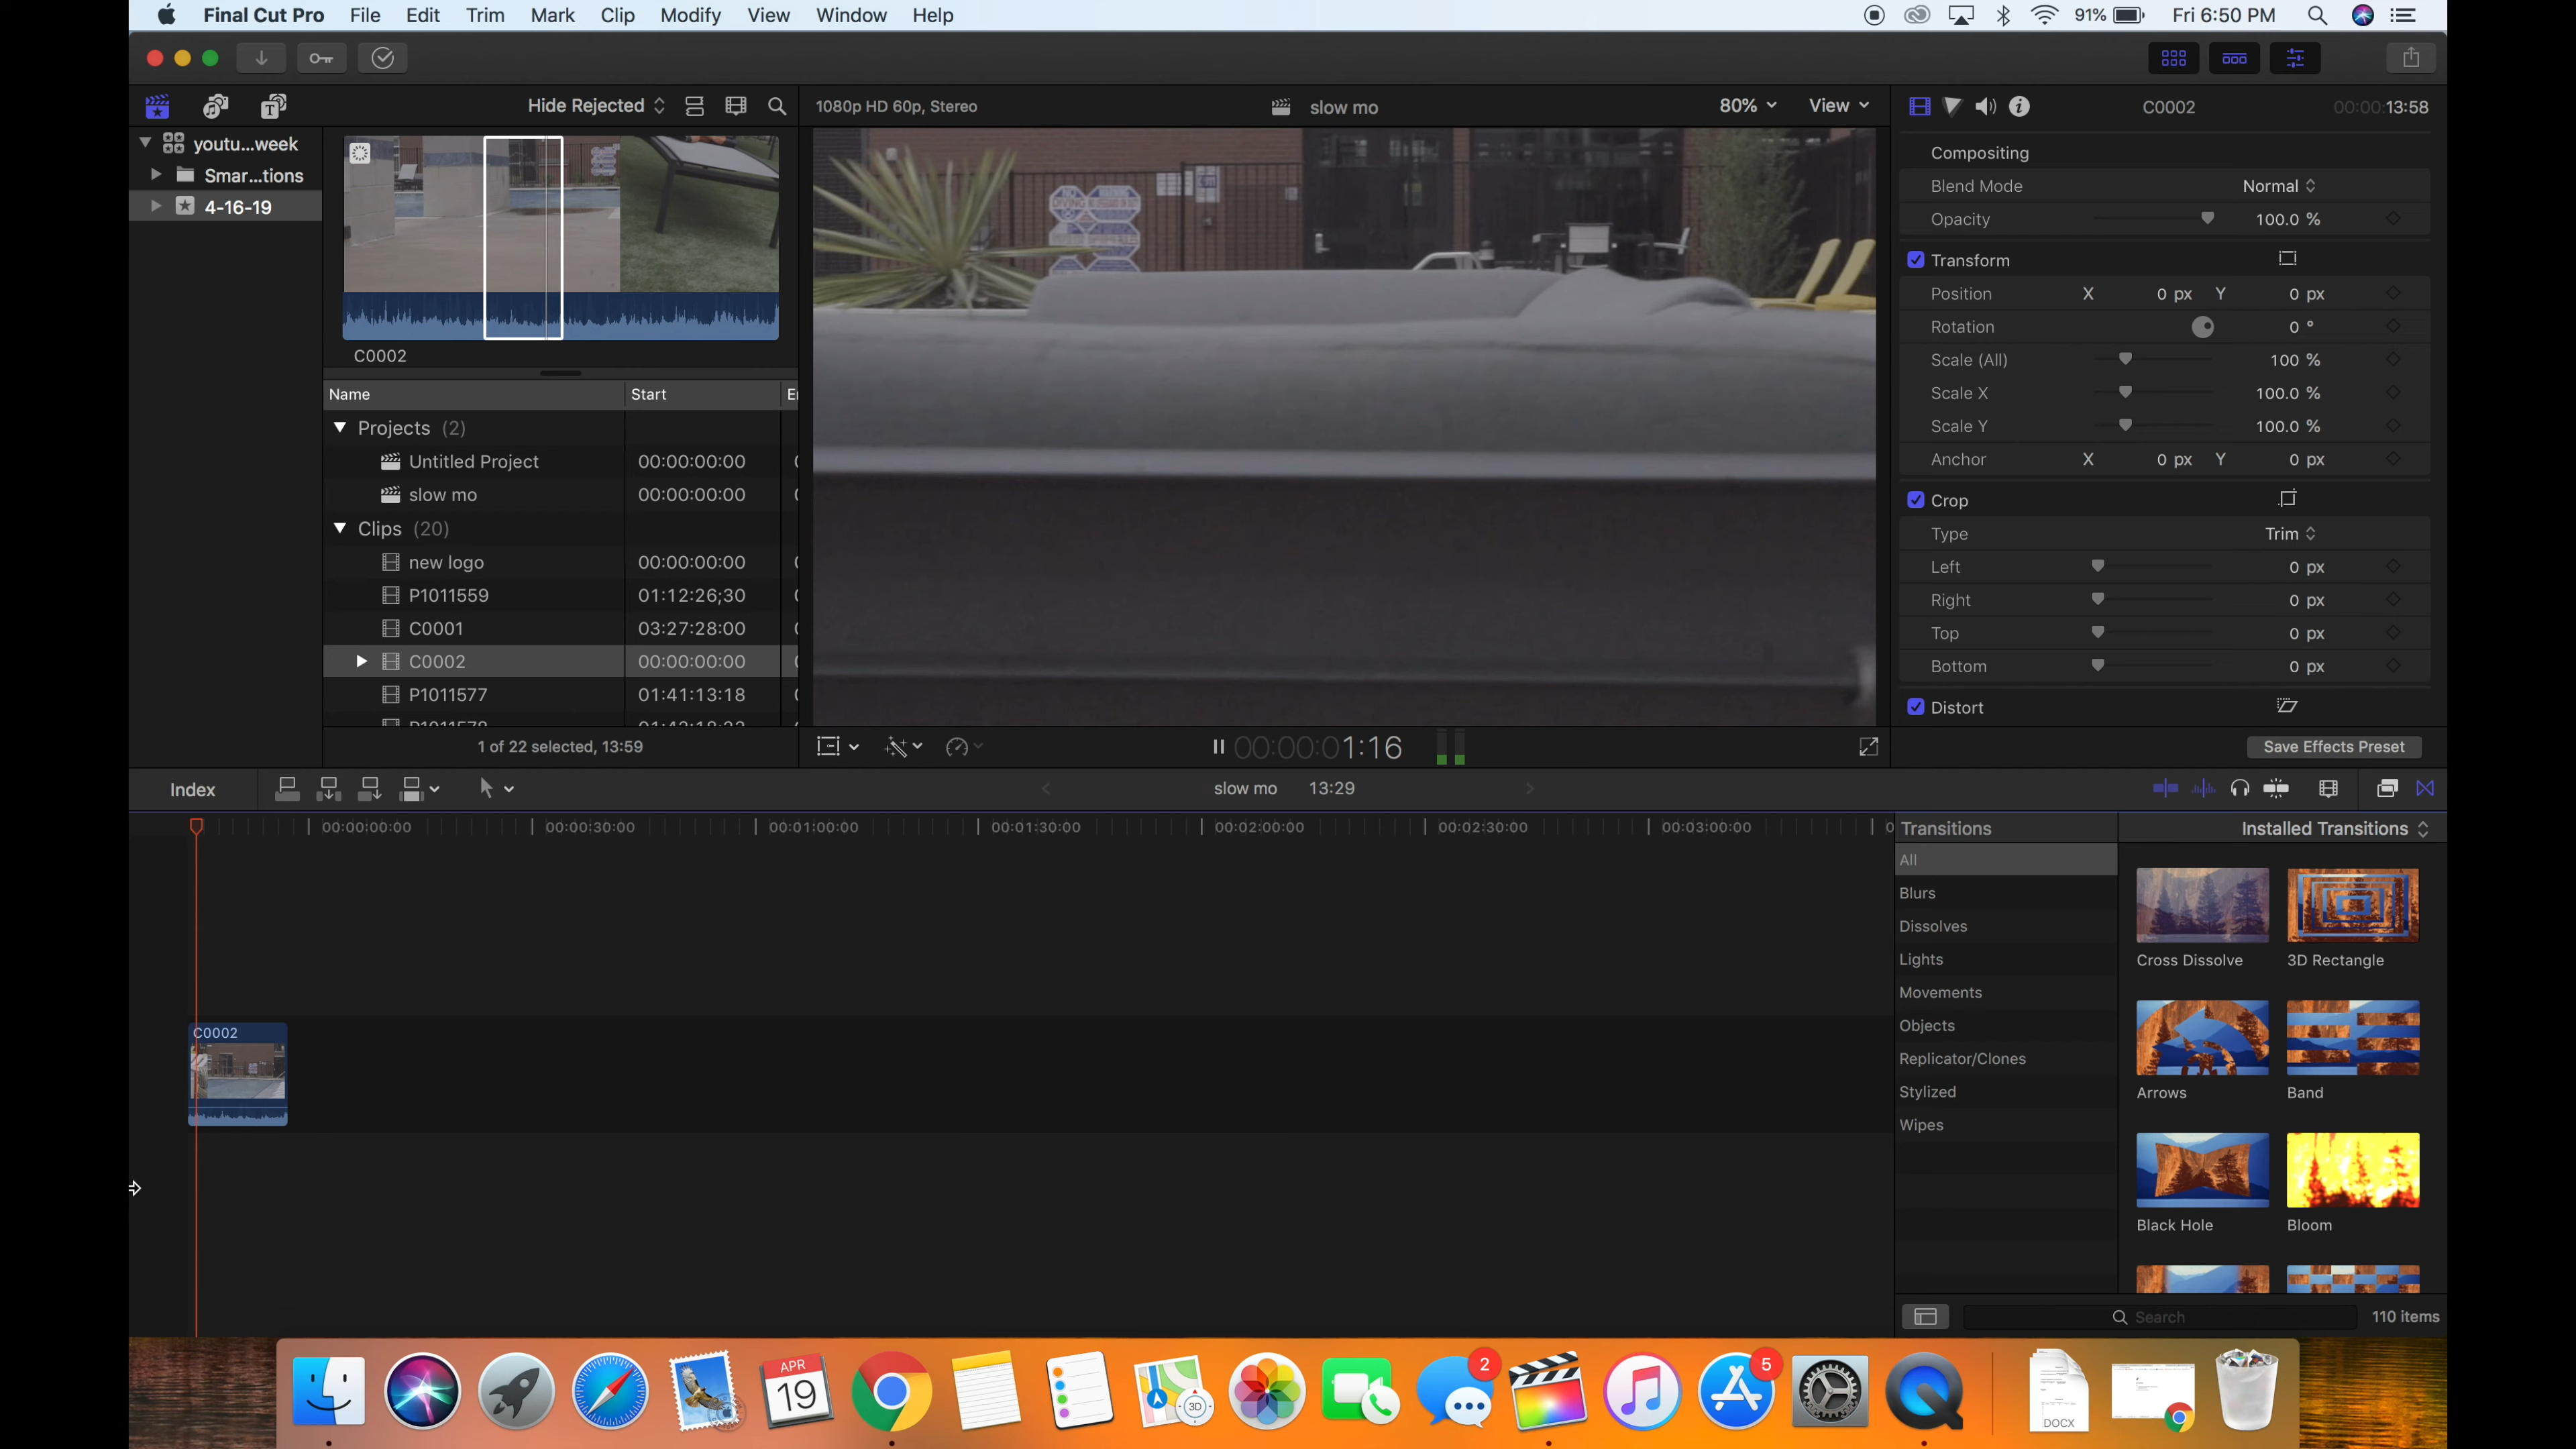 Final Cut Pro File Edit Trim Mark Clip Modify View Window Help 91% Fri 6:50 PM
Hide Rejected 1080p HD 60p, Stereo slow mo 80% View C0002 00:00:13:58
youtu...week
Smar...tions
4-16-19
C0002
Name Start
Projects (2)
Untitled Project 00:00:00:00
slow mo 00:00:00:00
Clips (20)
new logo 00:00:00:00
P1011559 01:12:26;30
C0001 03:27:28:00
C0002 00:00:00:00
P1011577 01:41:13:18
1 of 22 selected, 13:59
00:00:01:16
Compositing
Blend Mode Normal
Opacity 100.0 %
Transform
Position X 0 px Y 0 px
Rotation 0 °
Scale (All) 100 %
Scale X 100.0 %
Scale Y 100.0 %
Anchor X 0 px Y 0 px
Crop
Type Trim
Left 0 px
Right 0 px
Top 0 px
Bottom 0 px
Distort
Save Effects Preset
Index slow mo 13:29
00:00:00:00 00:00:30:00 00:01:00:00 00:01:30:00 00:02:00:00 00:02:30:00 00:03:00:00
C0002
Transitions Installed Transitions
All
Blurs
Dissolves
Lights
Movements
Objects
Replicator/Clones
Stylized
Wipes
Cross Dissolve 3D Rectangle
Arrows Band
Black Hole Bloom
Search 110 items
APR
19
3D
2
5
DOCX